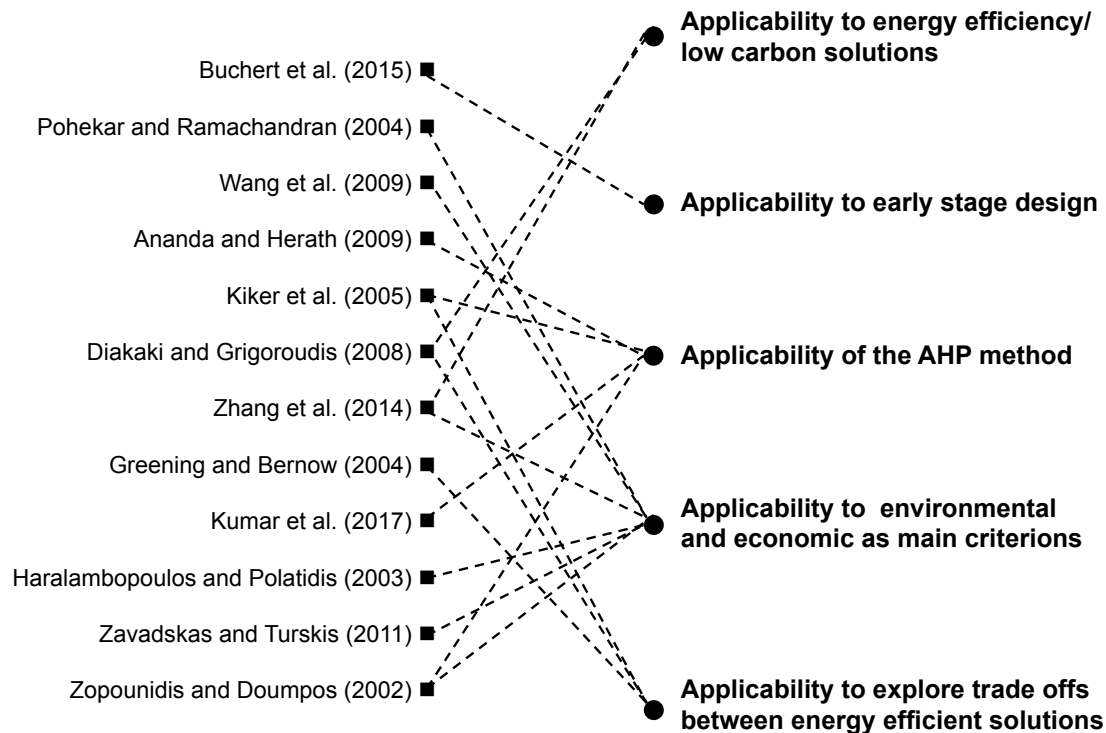 Applicability to energy efficiency/
low carbon solutions
Buchert et al. (2015)
Pohekar and Ramachandran (2004)
Wang et al. (2009)
Applicability to early stage design
Ananda and Herath (2009)
Kiker et al. (2005)
Diakaki and Grigoroudis (2008)
Applicability of the AHP method
Zhang et al. (2014)
Greening and Bernow (2004)
Kumar et al. (2017)
Applicability to environmental
and economic as main criterions
Haralambopoulos and Polatidis (2003)
Zavadskas and Turskis (2011)
Zopounidis and Doumpos (2002)
Applicability to explore trade offs
between energy efficient solutions